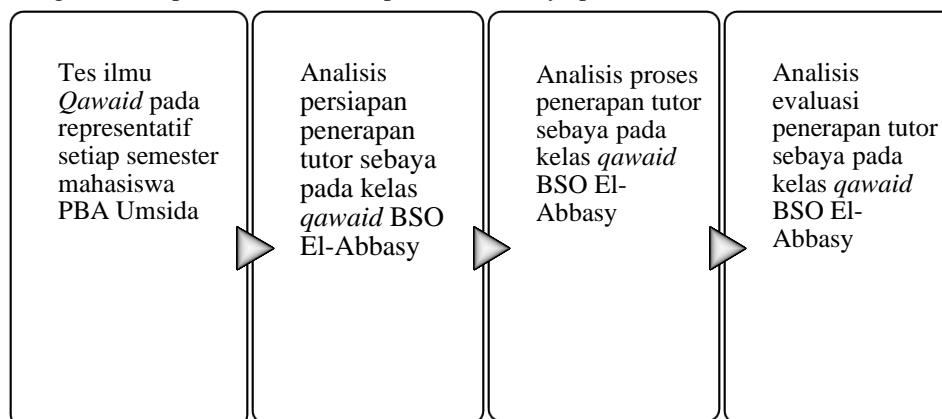 Tes ilmu
Qawaid pada
representatif
setiap semester
mahasiswa
PBA Umsida
Analisis
persiapan
penerapan
tutor sebaya
pada kelas
qawaid BSO
El-Abbasy
Analisis proses
penerapan tutor
sebaya pada
kelas qawaid
BSO El-
Abbasy
Analisis
evaluasi
penerapan tutor
sebaya pada
kelas qawaid
BSO El-
Abbasy